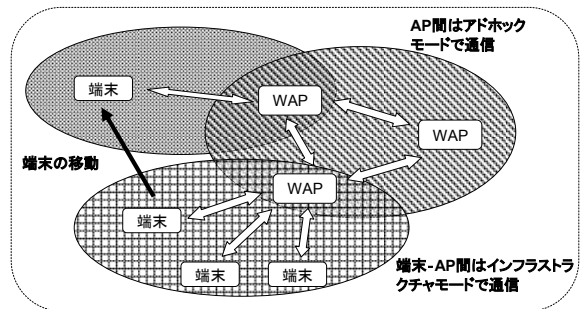 AP間はアドホック
モードで通信
端末
WAP
WAP
端末の移動
WAP
端末
端末
端末
端末-AP間はインフラストラ
クチャモードで通信